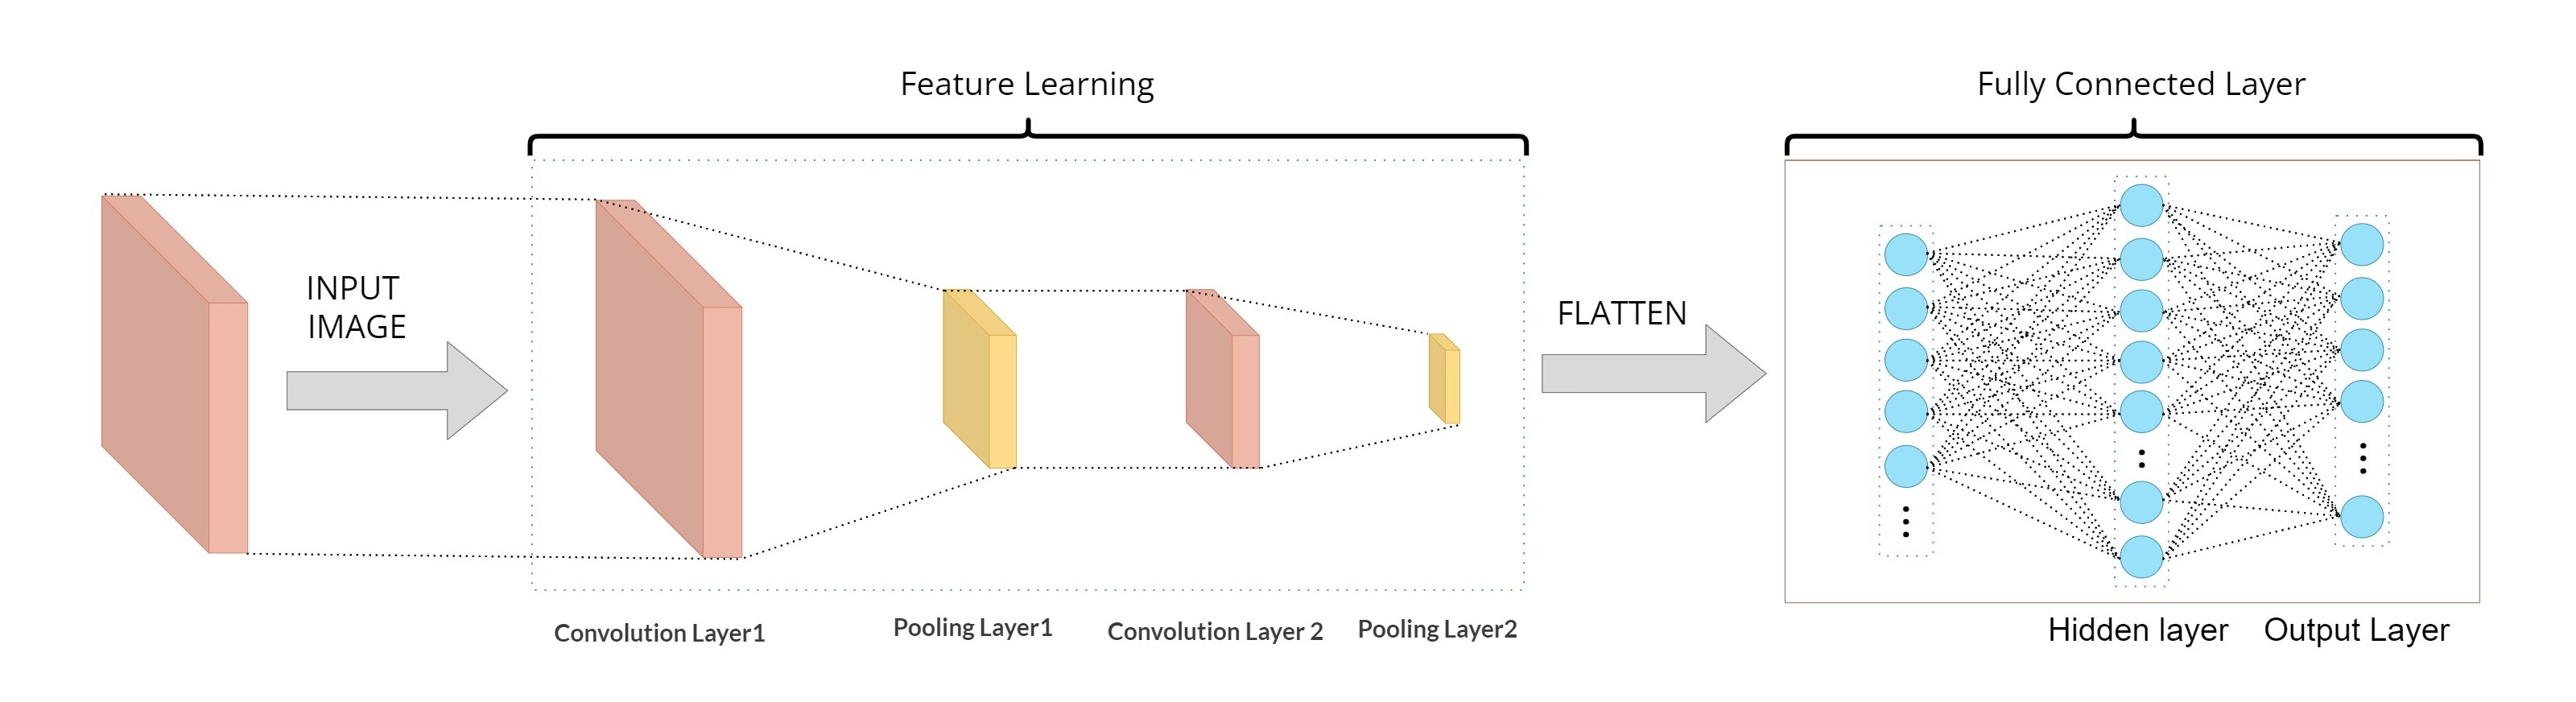 Feature Learning
Fully Connected Layer
INPUT
IMAGE
FLATTEN
Convolution Layer1
Pooling Layer1
Convolution Layer 2
Pooling Layer2
Hidden layer
Output Layer